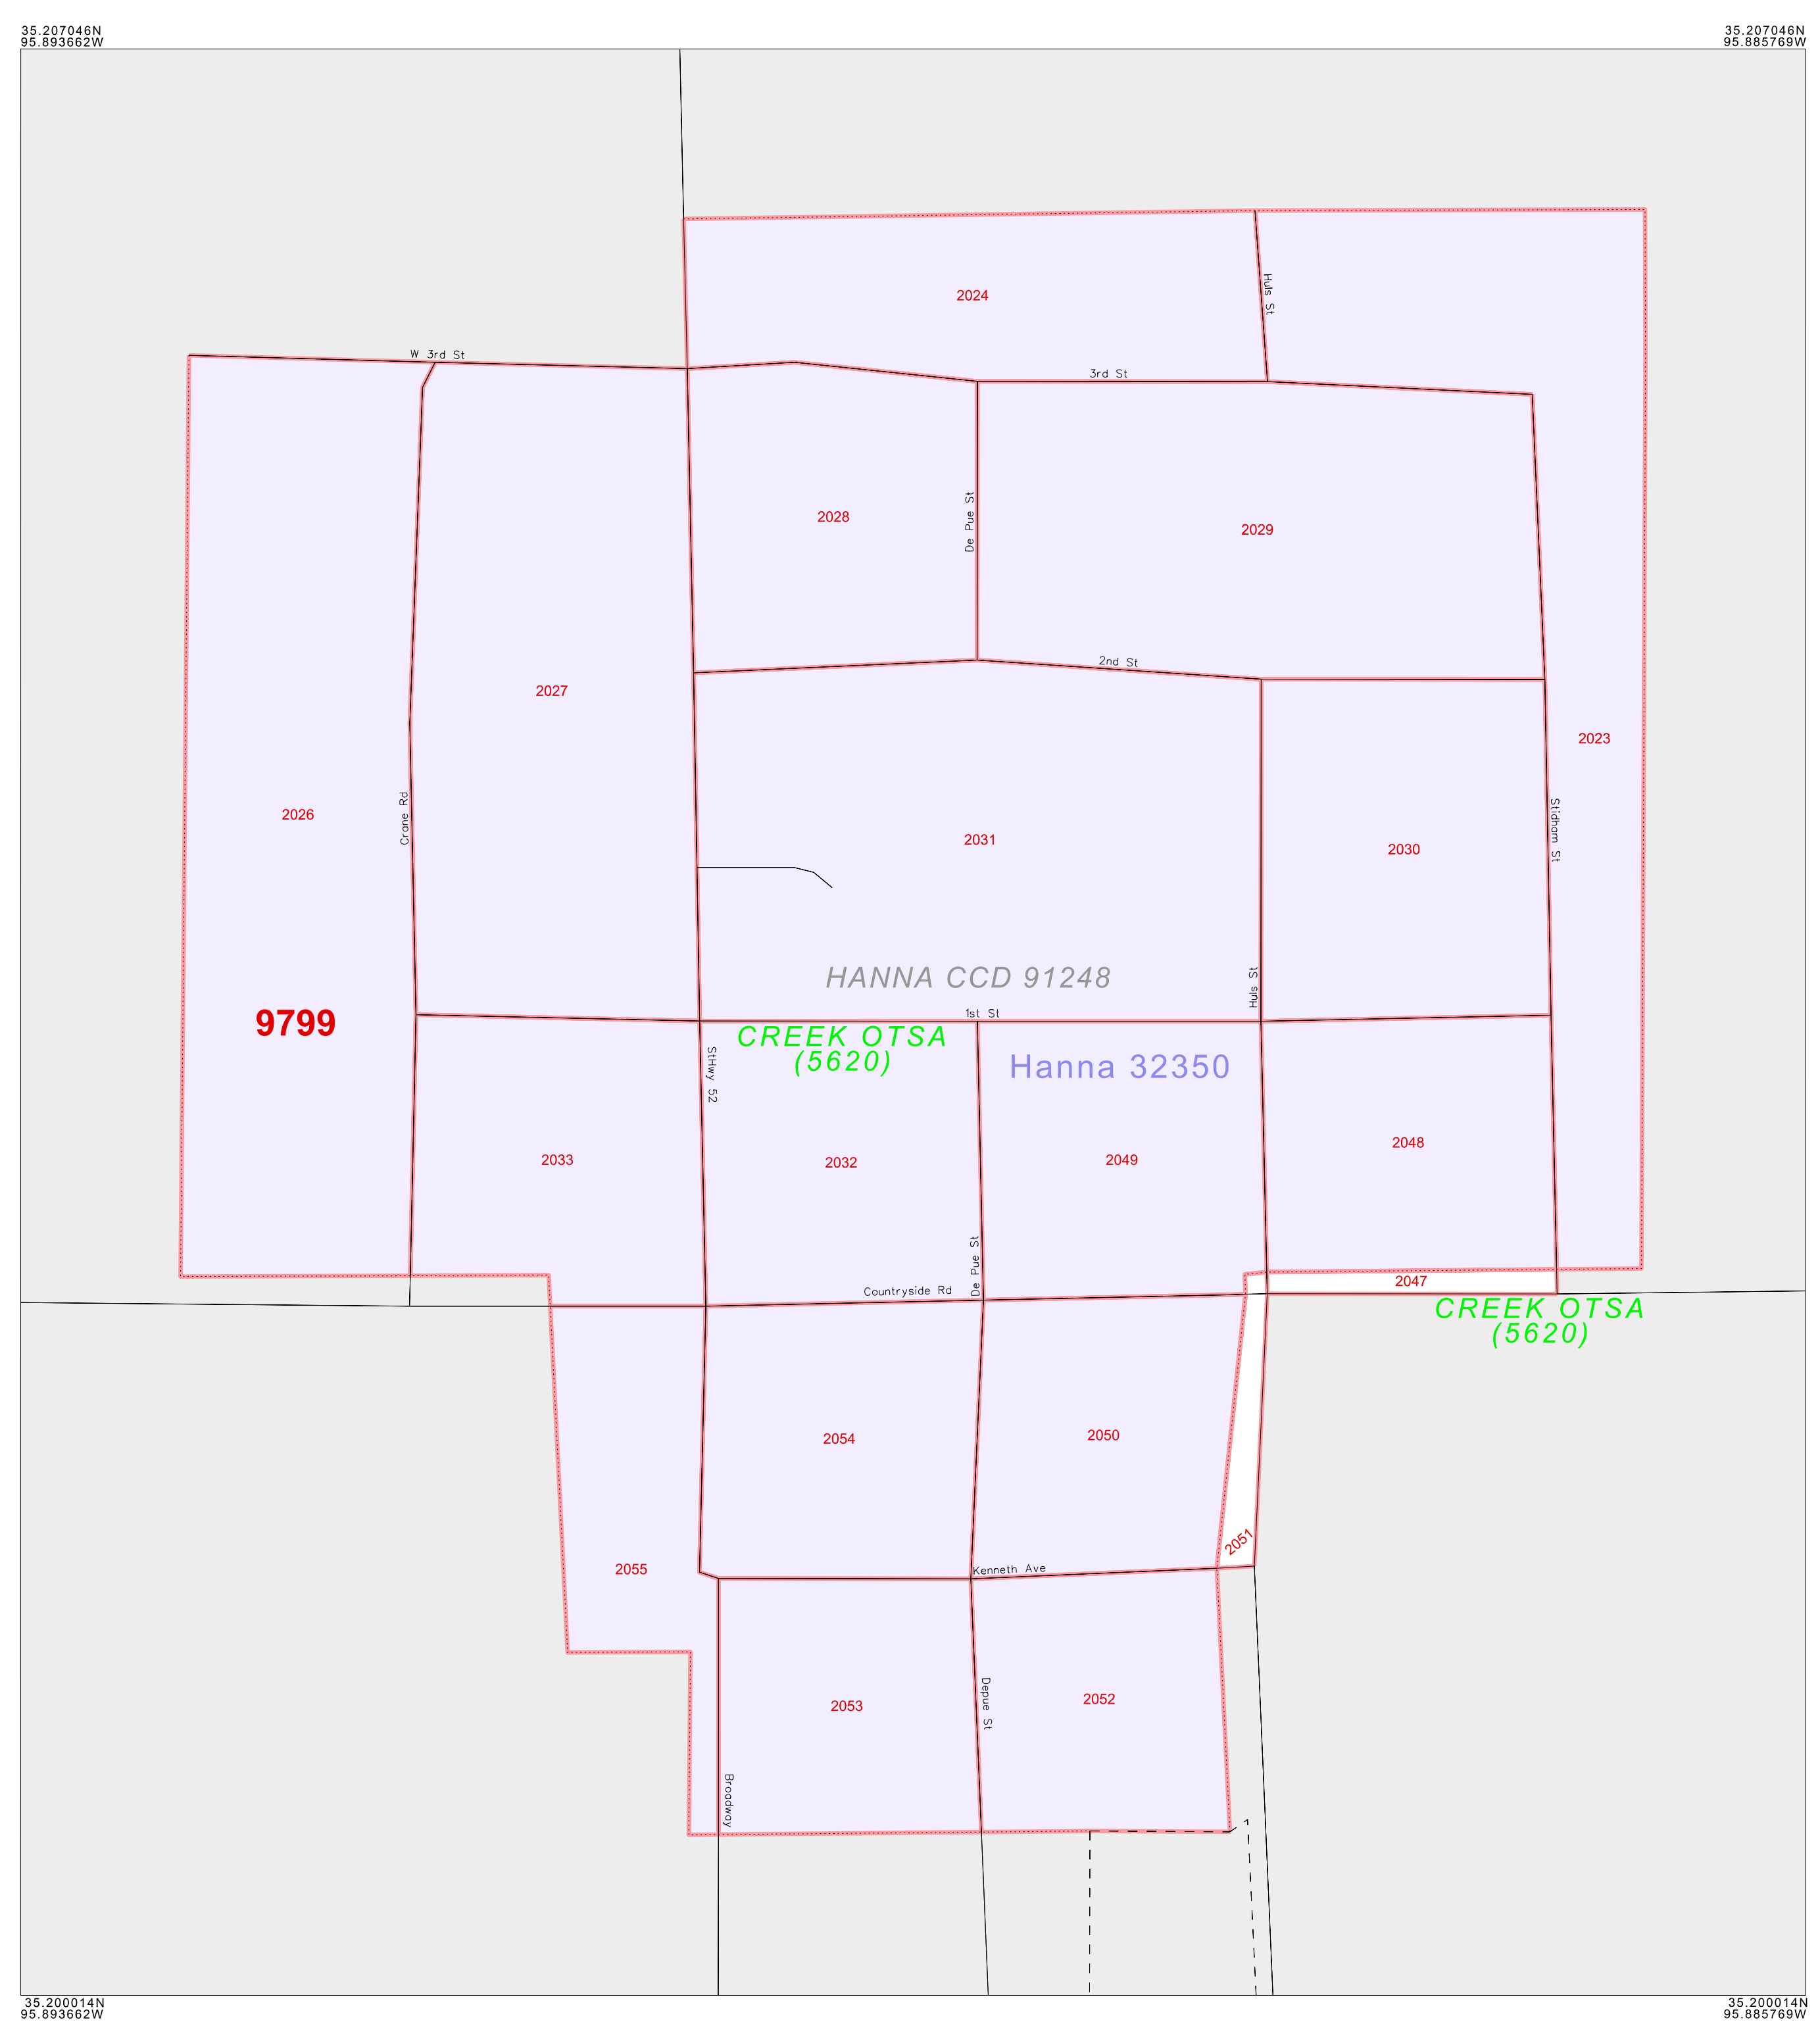 35.207046N
95.893662W
35.207046N
95.885769W
Huls St
2024
W 3rd St
3rd St
2028
De Pue St
2029
2nd St
2027
2023
Crane Rd
2026
Stidham St
2031
2030
HANNA CCD 91248
Huls St
9799
1st St
CREEK OTSA
(5620)
Hanna 32350
StHwy 52
2033
2032
2049
2048
De Pue St
Countryside Rd
2047
CREEK OTSA
(5620)
2054
2050
2051
2055
Kenneth Ave
2053
Depue St
2052
Broadway
35.200014N
95.893662W
35.200014N
95.885769W